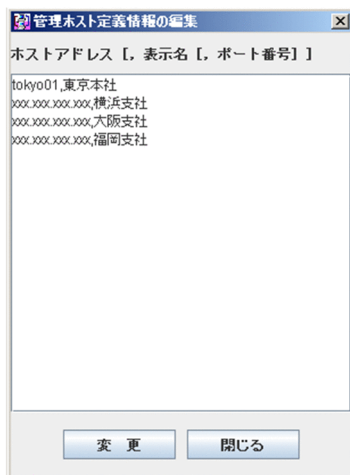 管理ホスト定義情報の編集
ホストアドレス [, 表示名 [, ポート番号] ]
tokyo01,東京本社
xxx.xxx.xxx.xxx,横浜支社
xxx.xxx.xxx.xxx,大阪支社
xxx.xxx.xxx.xxx,福岡支社
変 更 閉じる